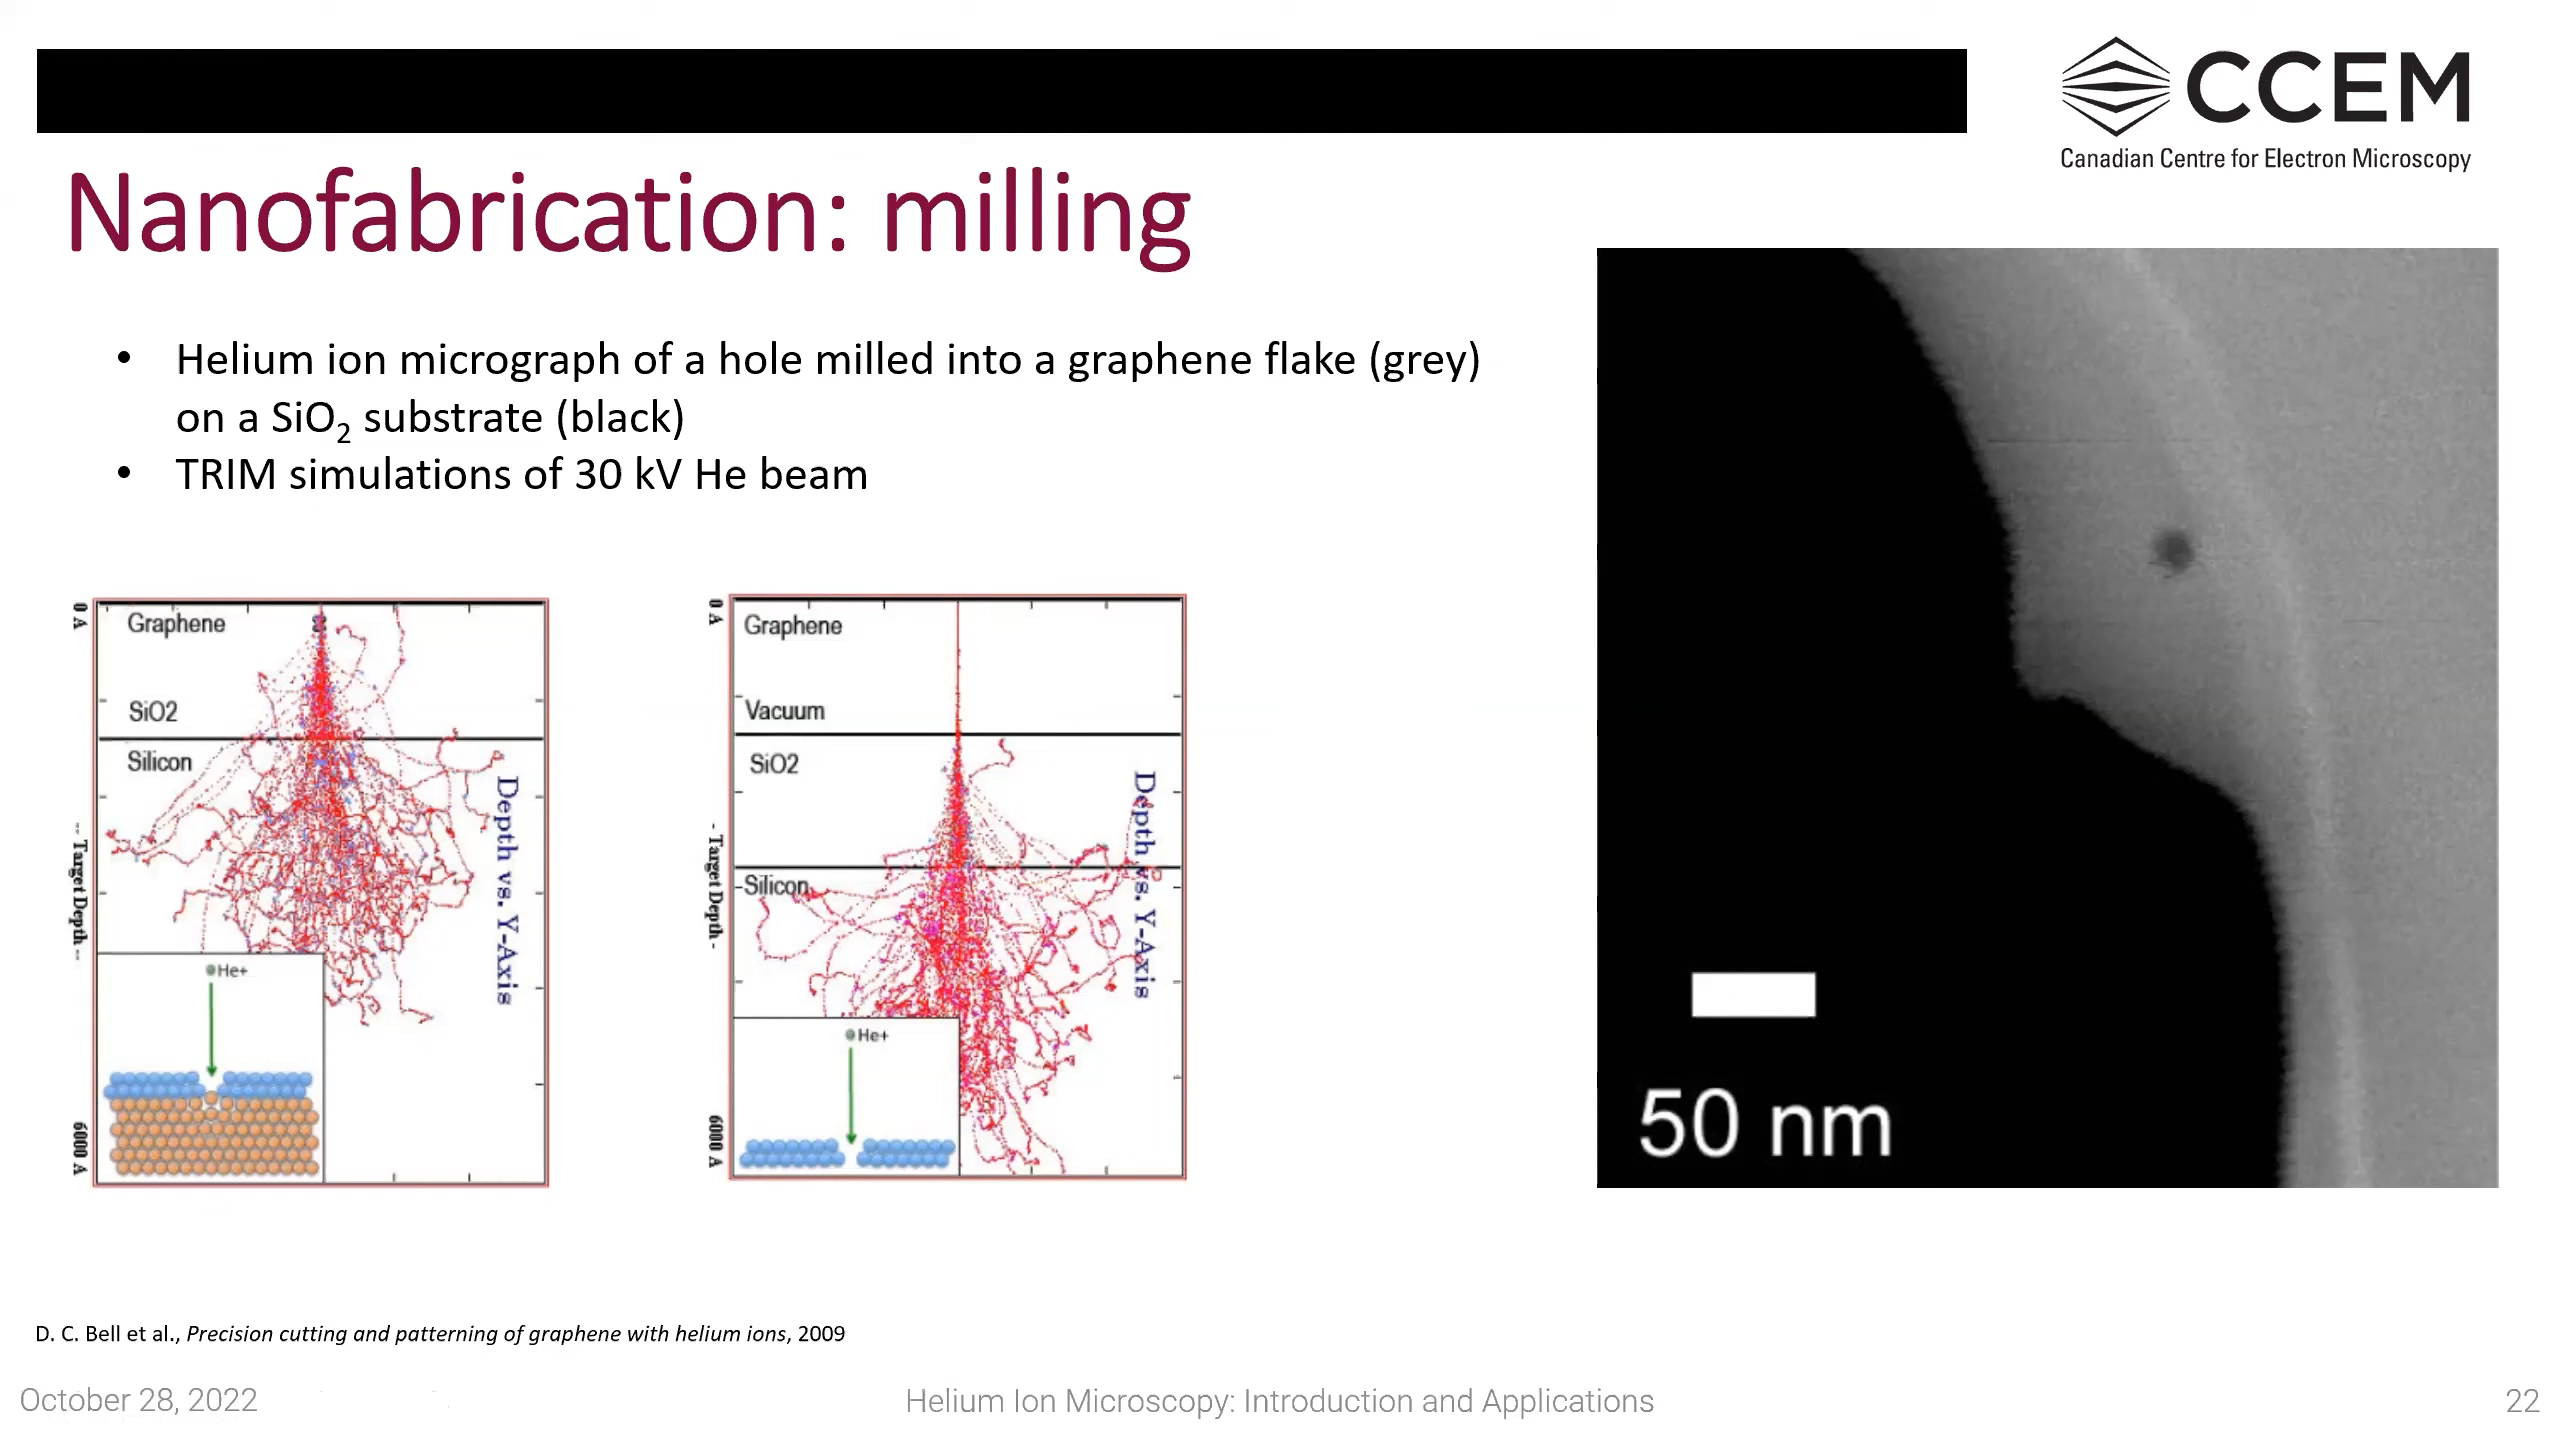 CCEM
Canadian Centre for Electron Microscopy
Nanofabrication: milling
• Helium ion micrograph of a hole milled into a graphene flake (grey)
on a SiO2 substrate (black)
• TRIM simulations of 30 kV He beam
0 A
Graphene
SiO2
Silicon
-- Target Depth --
Depth vs. Y-Axis
He+
6000 A
0 A
Graphene
Vacuum
SiO2
Silicon
- Target Depth -
Depth vs. Y-Axis
He+
6000 A
50 nm
D. C. Bell et al., Precision cutting and patterning of graphene with helium ions, 2009
October 28, 2022
Helium Ion Microscopy: Introduction and Applications
22